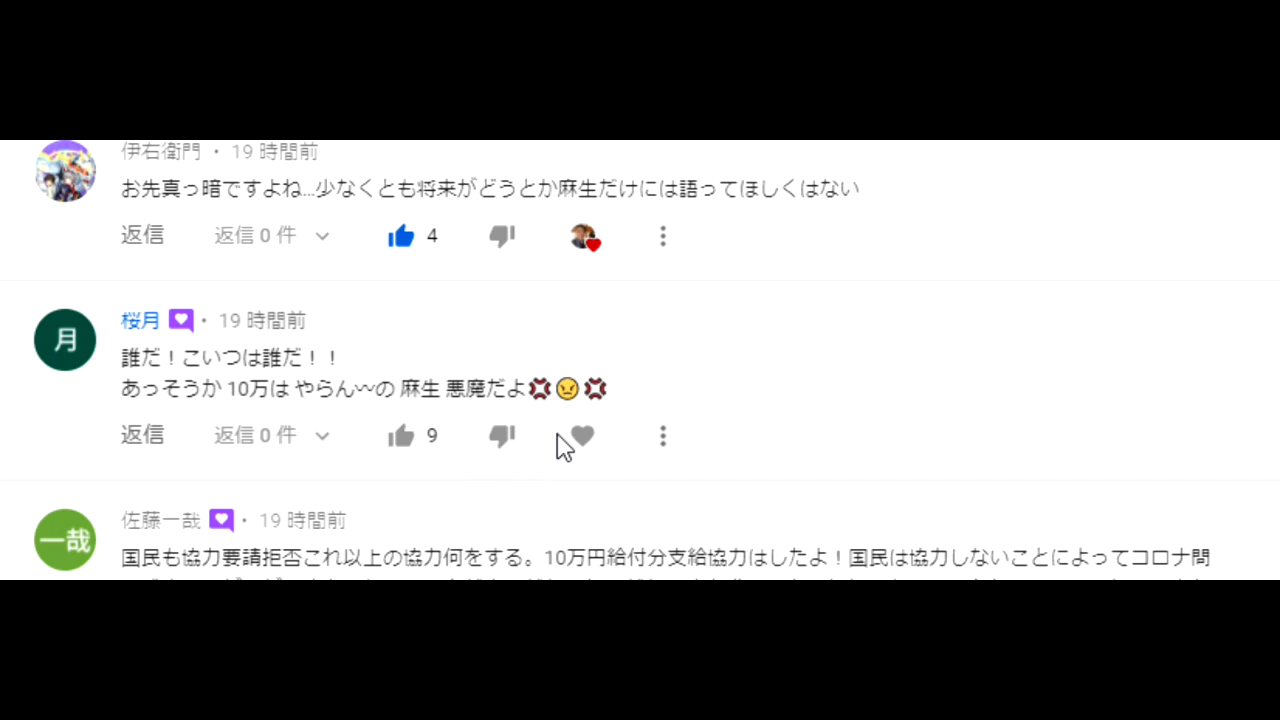 伊右衛門 ・ 19 時間前
お先真っ暗ですよね...少なくとも将来がどうとか麻生だけには語ってほしくはない
返信 返信 0 件 4
月 桜月 ・ 19 時間前
誰だ！こいつは誰だ！！
あっそうか 10万は やらん〰の 麻生 悪魔だよ💢😠💢
返信 返信 0 件 9
一哉 佐藤一哉 ・ 19 時間前
国民も協力要請拒否これ以上の協力何をする。10万円給付分支給協力はしたよ！国民は協力しないことによってコロナ問